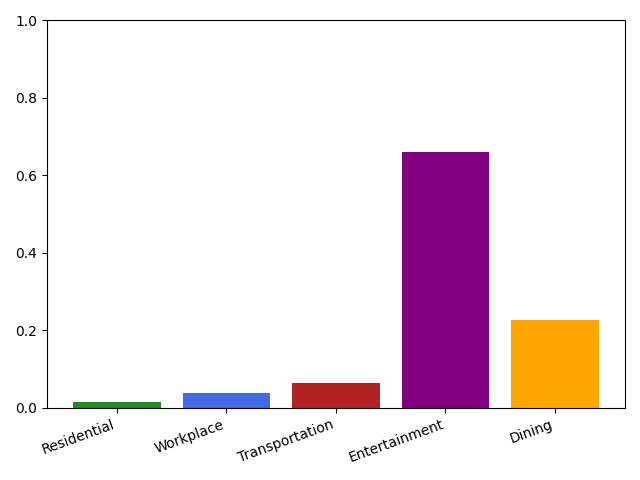 1.0
0.8
0.6
0.4
0.2
0.0
Residential
Workplace
Transportation
Entertainment
Dining